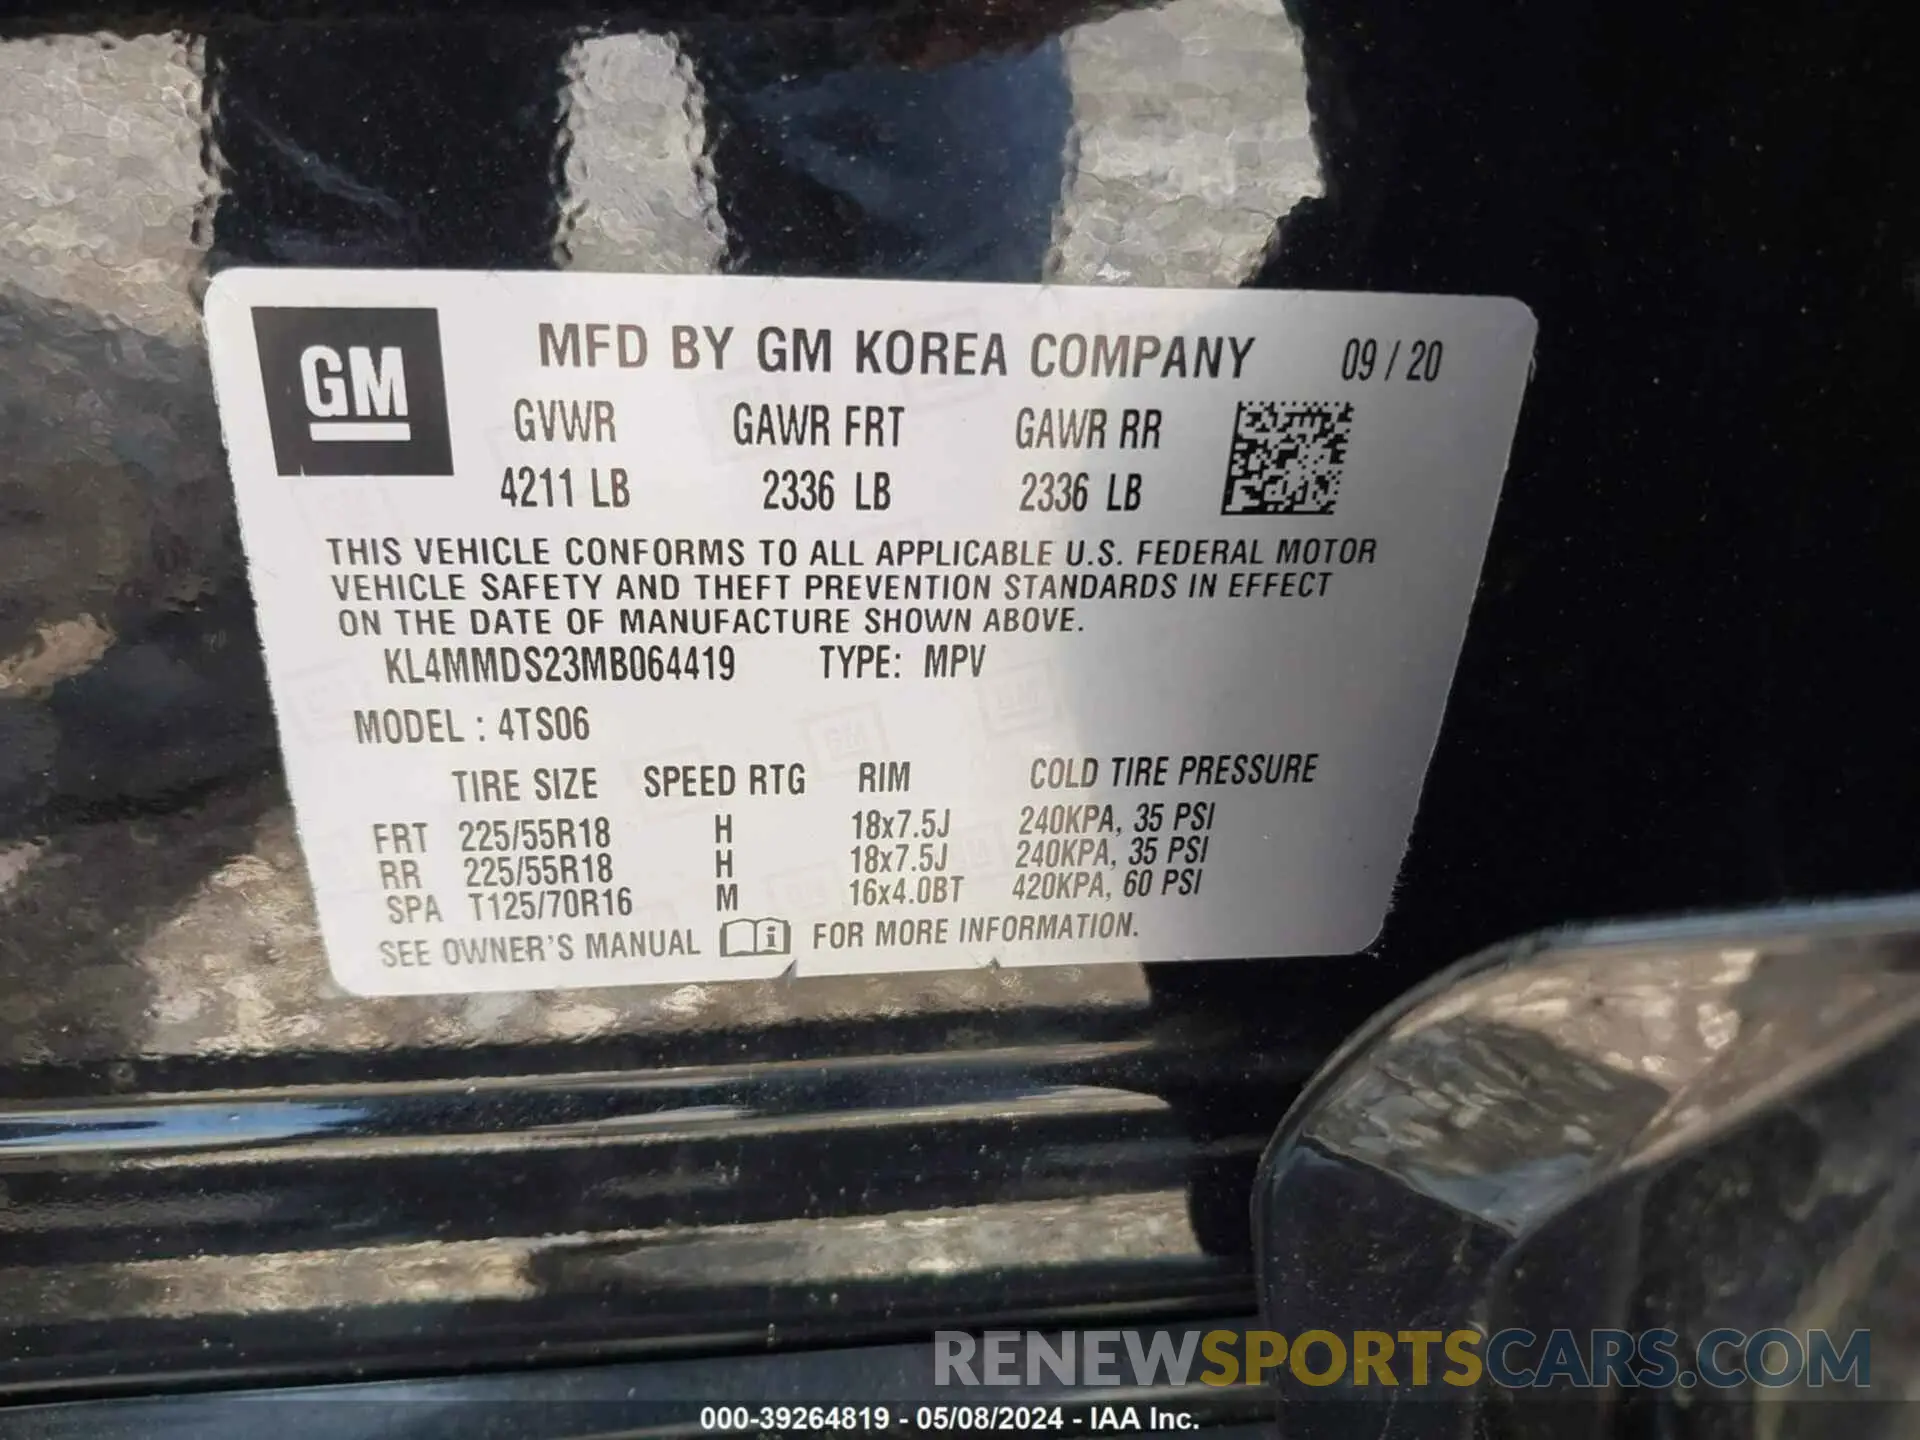 GM
MFD BY GM KOREA COMPANY 09 / 20
GVWR GAWR FRT GAWR RR
4211 LB 2336 LB 2336 LB
THIS VEHICLE CONFORMS TO ALL APPLICABLE U.S. FEDERAL MOTOR
VEHICLE SAFETY AND THEFT PREVENTION STANDARDS IN EFFECT
ON THE DATE OF MANUFACTURE SHOWN ABOVE.
KL4MMDS23MB064419 TYPE: MPV
MODEL : 4TS06
TIRE SIZE SPEED RTG RIM COLD TIRE PRESSURE
FRT 225/55R18 H 18x7.5J 240KPA, 35 PSI
RR 225/55R18 H 18x7.5J 240KPA, 35 PSI
SPA T125/70R16 M 16x4.0BT 420KPA, 60 PSI
SEE OWNER'S MANUAL i FOR MORE INFORMATION.
RENEWSPORTSCARS.COM
000-39264819 - 05/08/2024 - IAA Inc.